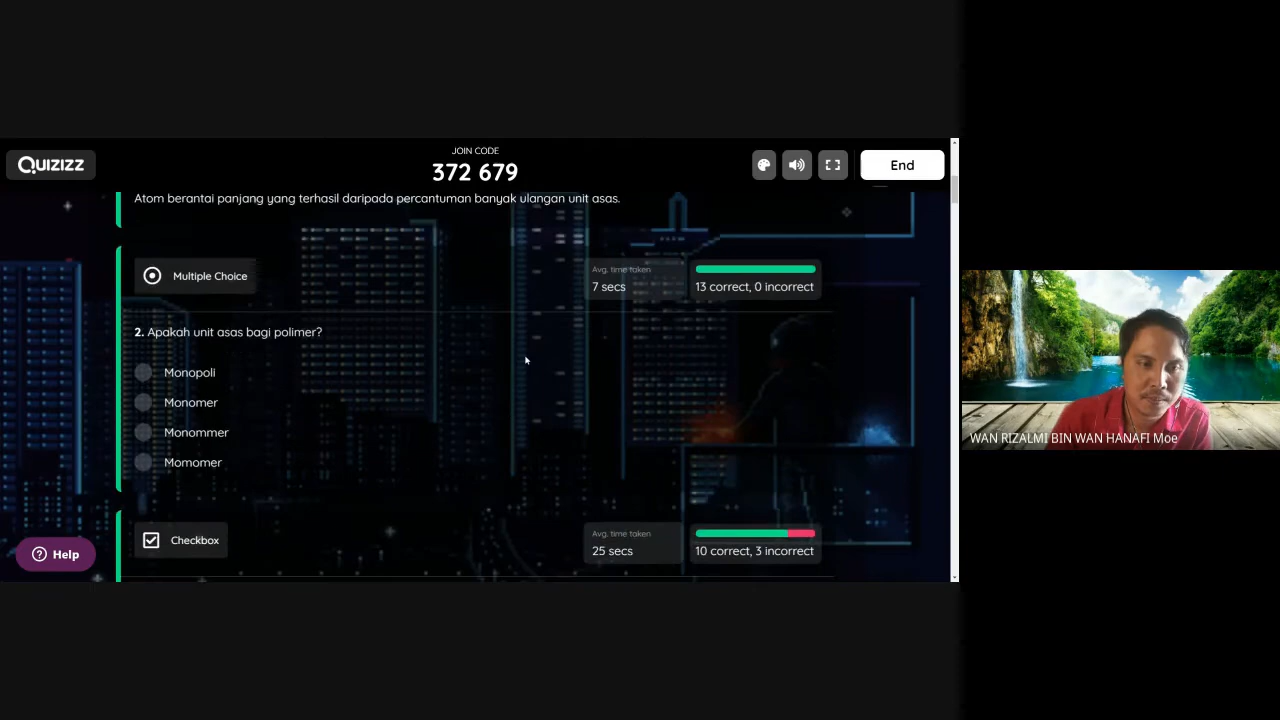 QUIZIZZ
JOIN CODE
372 679
End
Atom berantai panjang yang terhasil daripada percantuman banyak ulangan unit asas.
Multiple Choice
Avg. time taken
7 secs
13 correct, 0 incorrect
2. Apakah unit asas bagi polimer?
Monopoli
Monomer
Monommer
Momomer
Checkbox
Avg. time taken
25 secs
10 correct, 3 incorrect
Help
WAN RIZALMI BIN WAN HANAFI Moe